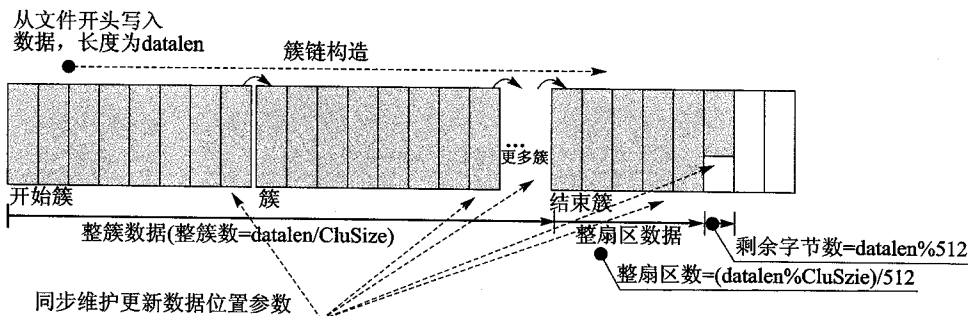 从文件开头写入
数据，长度为datalen
簇链构造
...
更多簇
开始簇
簇
结束簇
整簇数据(整簇数=datalen/CluSize)
整扇区数据
剩余字节数=datalen%512
整扇区数=(datalen%CluSzie)/512
同步维护更新数据位置参数